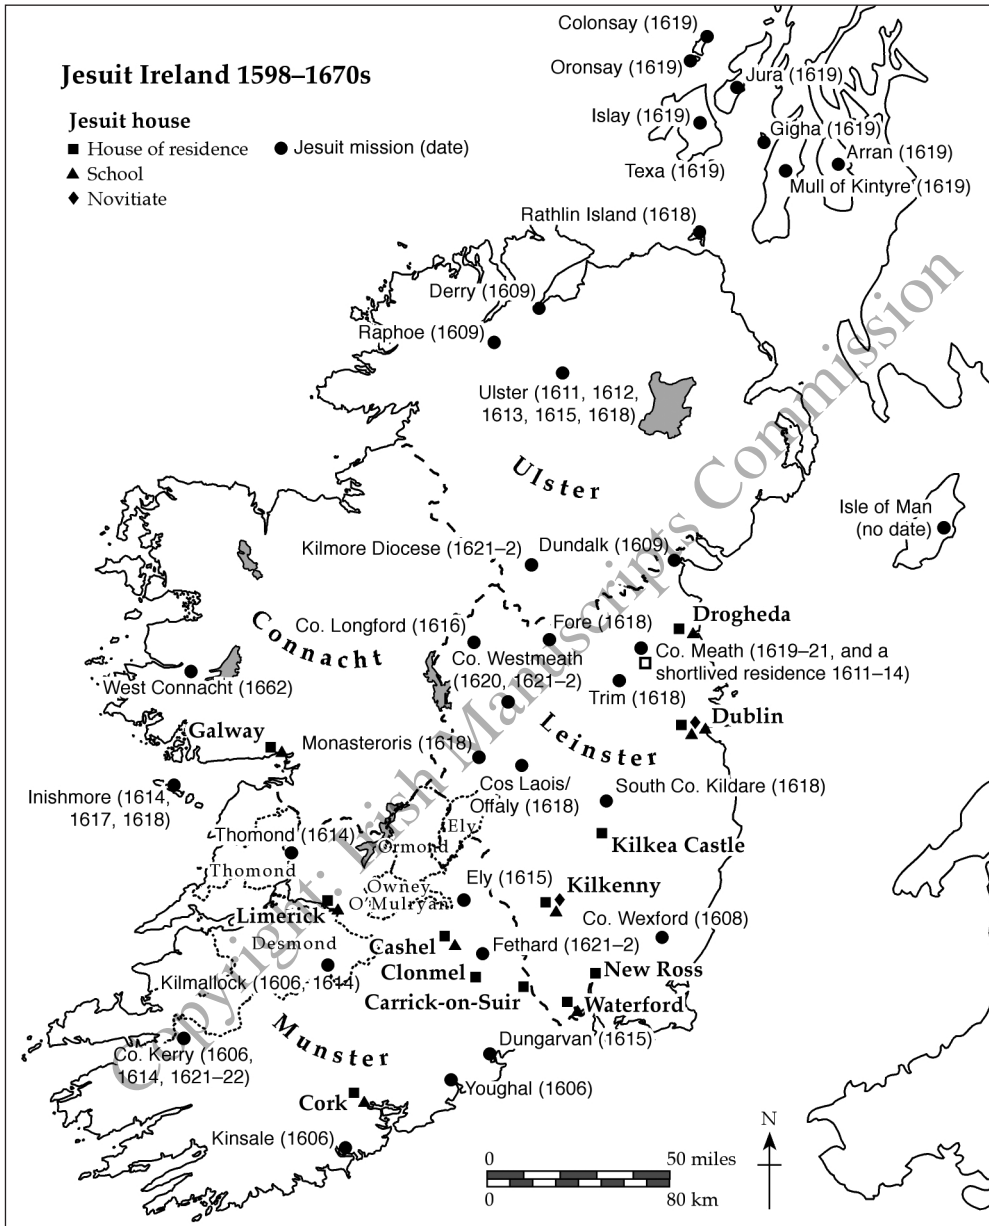 Colonsay (1619)
Oronsay (1619)
Jura (1619)
Jesuit Ireland 1598–1670s
Jesuit house
House of residence
Jesuit mission (date)
School
Novitiate
Islay (1619)
Gigha (1619)
Arran (1619)
Texa (1619)
Mull of Kintyre (1619)
Rathlin Island (1618)
Derry (1609)
Raphoe (1609)
Ulster (1611, 1612,
1613, 1615, 1618)
Ulster
Isle of Man
(no date)
Kilmore Diocese (1621–2)
Dundalk (1609)
Drogheda
Connacht
Co. Longford (1616)
Fore (1618)
Co. Westmeath
(1620, 1621–2)
Co. Meath (1619–21, and a
shortlived residence 1611–14)
West Connacht (1662)
Trim (1618)
Dublin
Leinster
Galway
Monasteroris (1618)
Cos Laois/
Offaly (1618)
South Co. Kildare (1618)
Inishmore (1614,
1617, 1618)
Thomond (1614)
Ely
Ormond
Kilkea Castle
Thomond
Owney
O'Mulryan
Ely (1615)
Kilkenny
Limerick
Co. Wexford (1608)
Desmond
Cashel
Fethard (1621–2)
Clonmel
New Ross
Kilmallock (1606, 1614)
Carrick-on-Suir
Waterford
Munster
Dungarvan (1615)
Co. Kerry (1606,
1614, 1621–22)
Youghal (1606)
Cork
Kinsale (1606)
N
0
50 miles
0
80 km
Copyright: Irish Manuscripts Commission